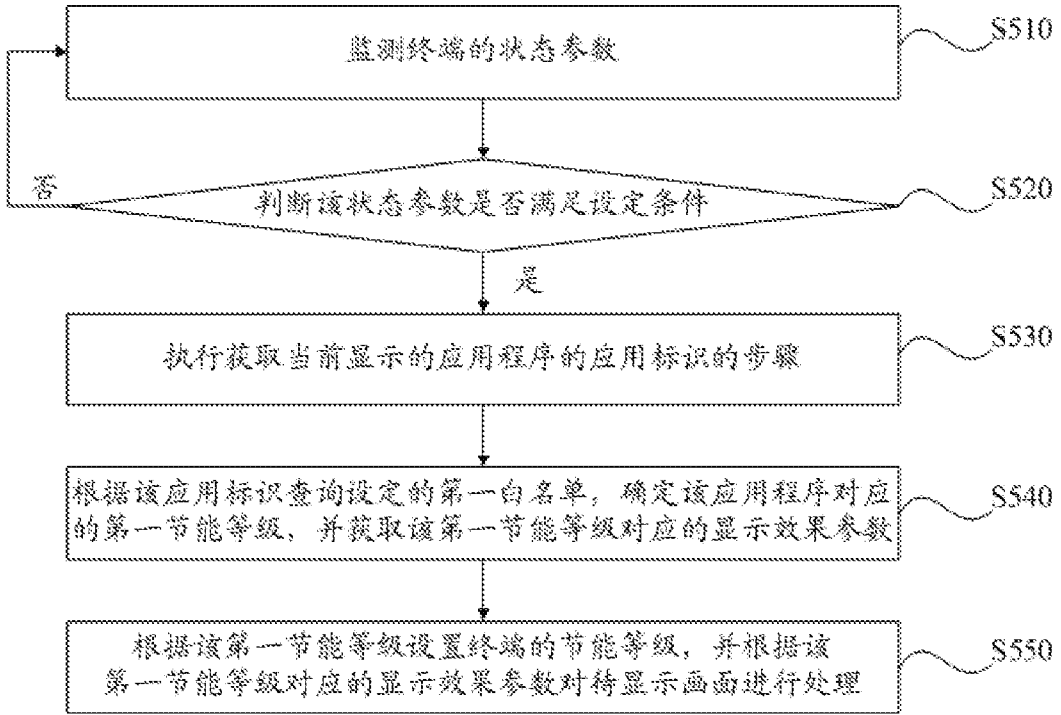 监测终端的状态参数
S510
否
判断该状态参数是否满足设定条件
S520
是
执行获取当前显示的应用程序的应用标识的步骤
S530
根据该应用标识查询设定的第一白名单，确定该应用程序对应
的第一节能等级，并获取该第一节能等级对应的显示效果参数
S540
根据该第一节能等级设置终端的节能等级，并根据该
第一节能等级对应的显示效果参数对待显示画面进行处理
S550